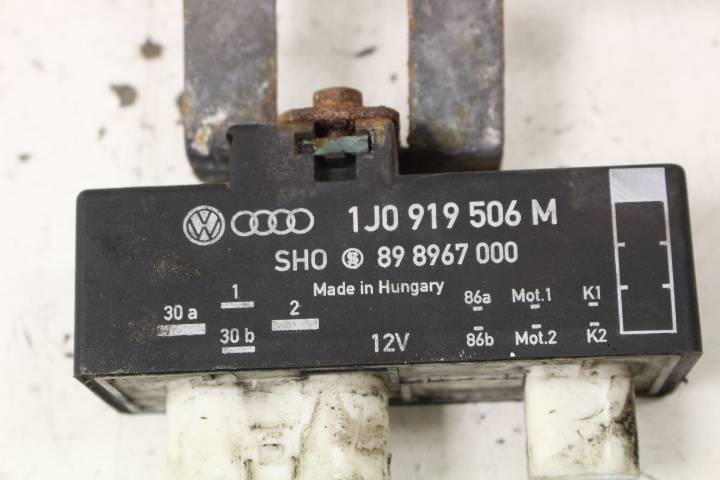 1J0 919 506 M
SHO S 89 8967 000
Made in Hungary
30 a 1 2 86a Mot.1 K1
30 b 12V 86b Mot.2 K2